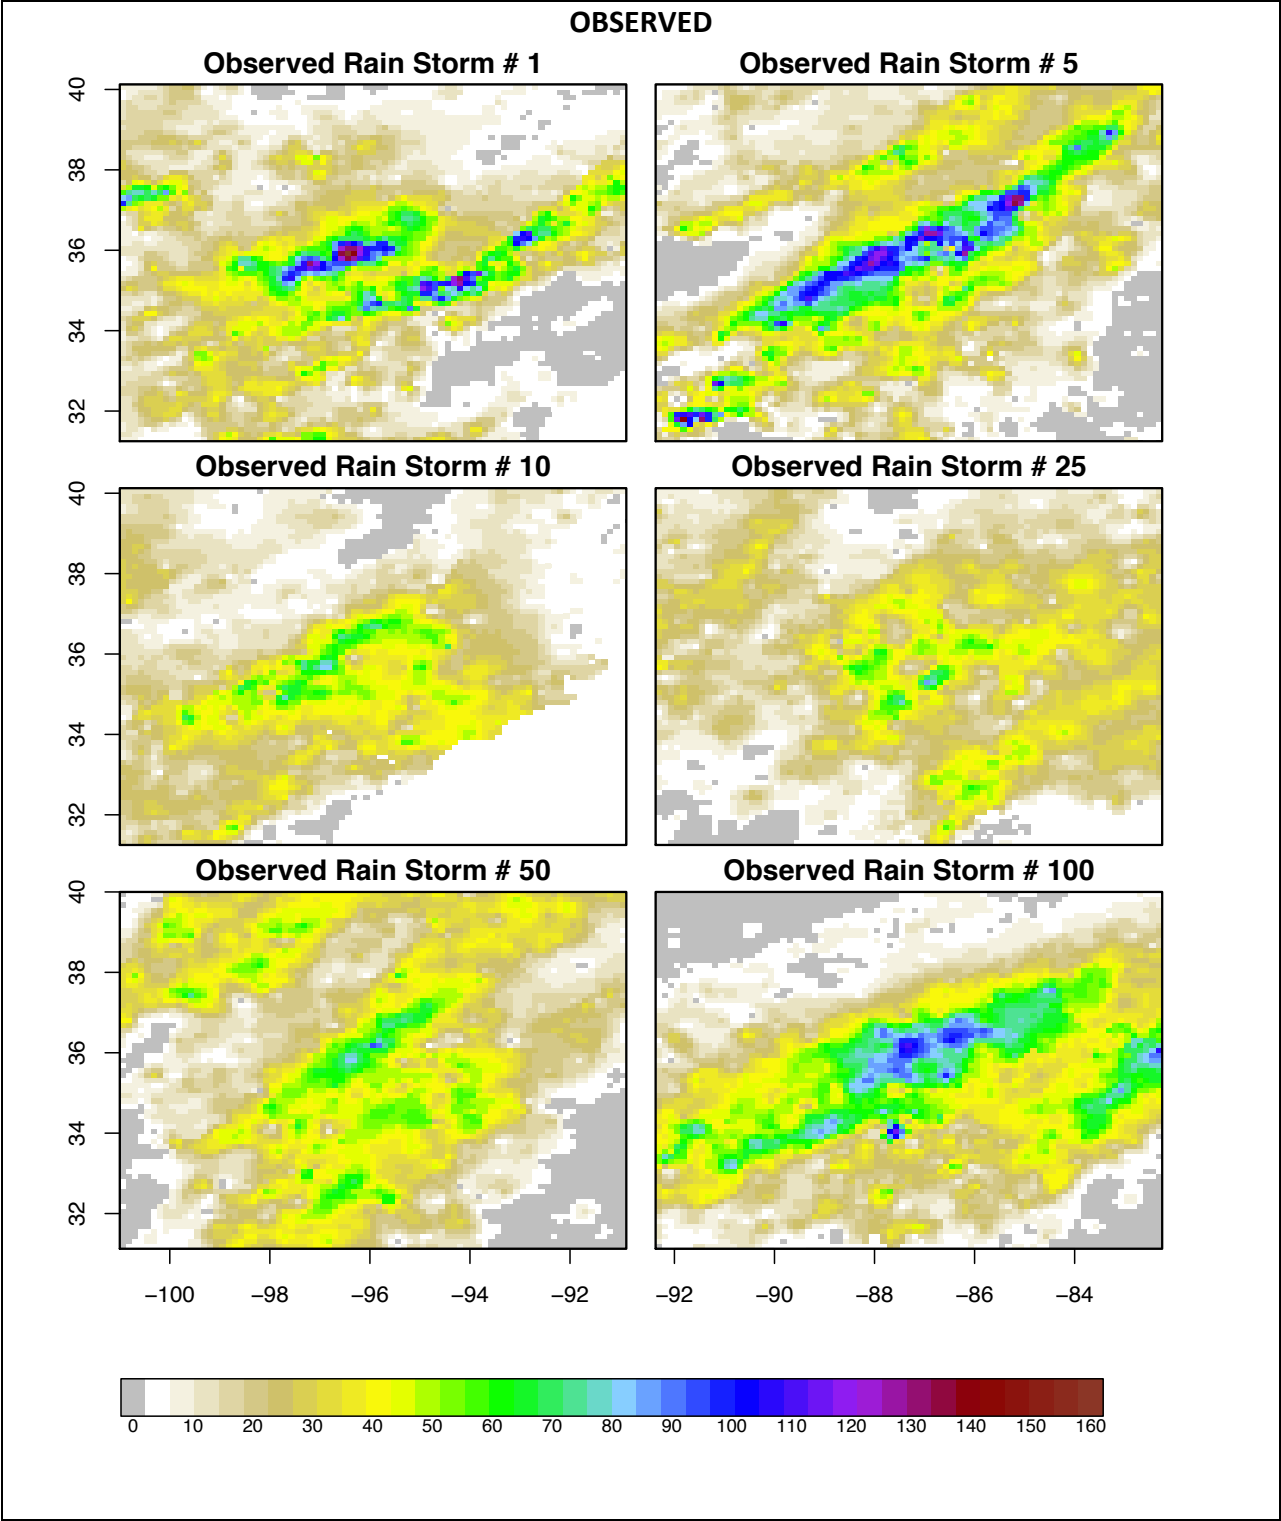 OBSERVED
Observed Rain Storm # 1
Observed Rain Storm # 5
40
38
36
34
32
Observed Rain Storm # 10
Observed Rain Storm # 25
40
38
36
34
32
Observed Rain Storm # 50
Observed Rain Storm # 100
40
38
36
34
32
−100 −98 −96 −94 −92 −92 −90 −88 −86 −84
0 10 20 30 40 50 60 70 80 90 100 110 120 130 140 150 160